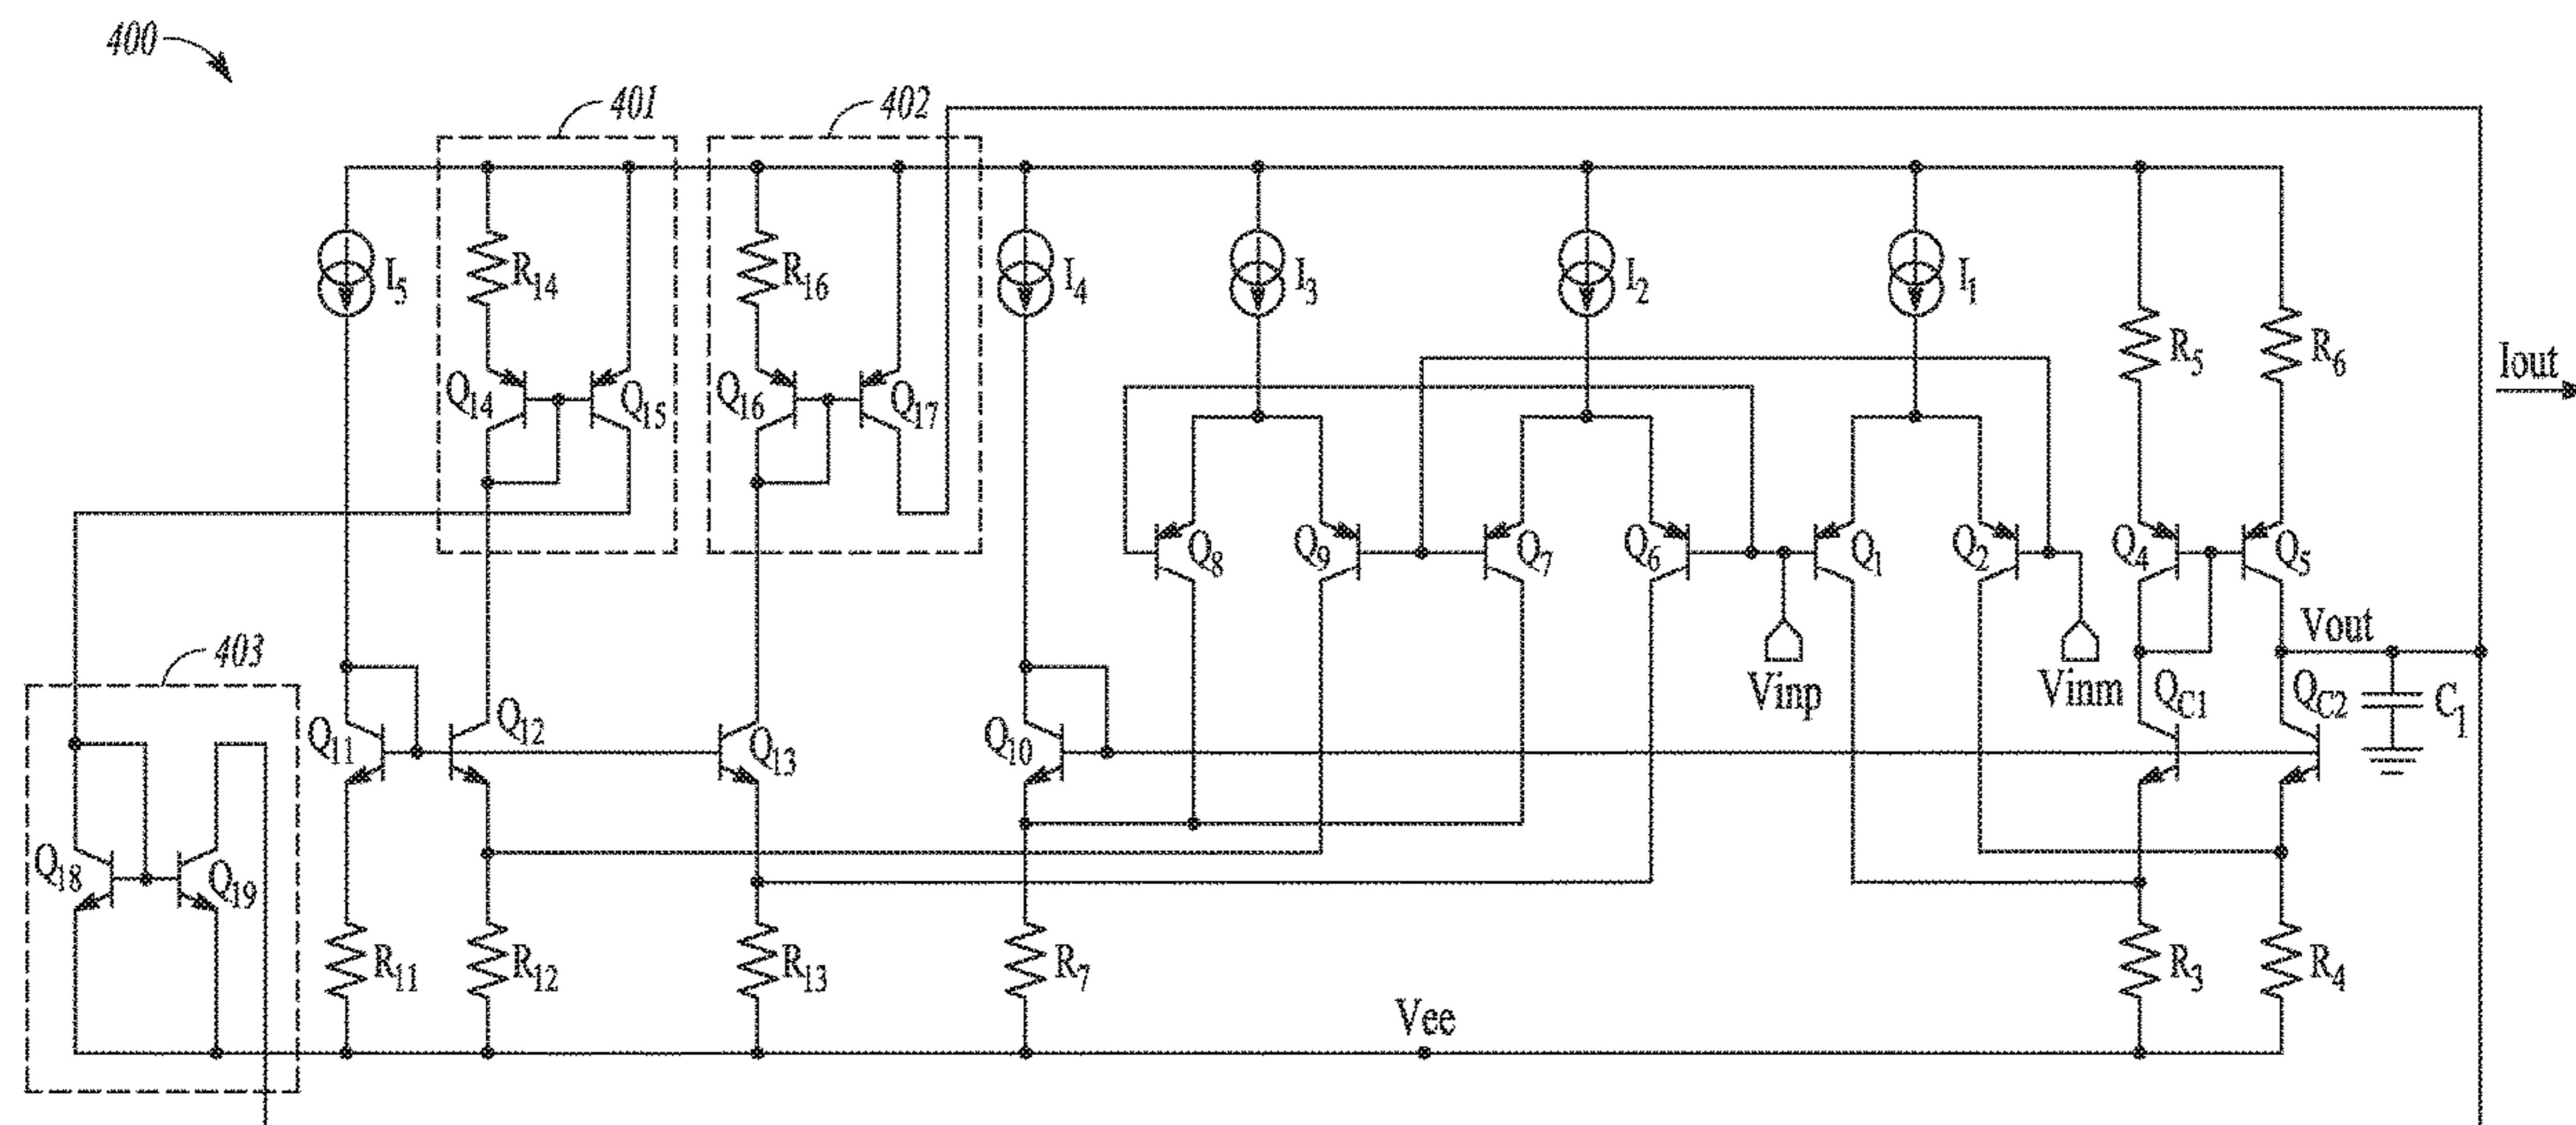 400
401
402
I5
R14
R16
I4
I3
I2
I1
R5
R6
Iout
Q14
Q15
Q16
Q17
Q8
Q9
Q7
Q6
Q1
Q2
Q4
Q5
Vout
403
Vinp
Vinm
QC1
QC2
C1
Q11
Q12
Q13
Q10
Q18
Q19
R11
R12
R13
R7
Vee
R3
R4